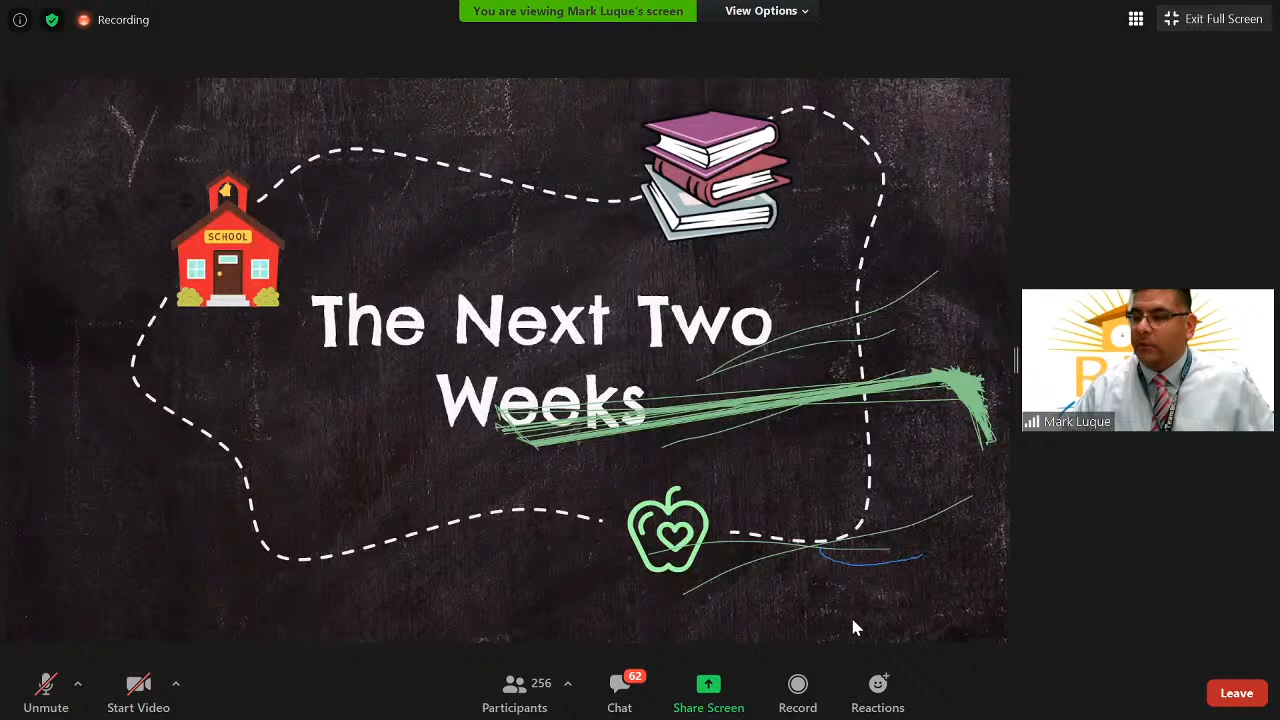 Recording
You are viewing Mark Luque's screen
View Options
Exit Full Screen
SCHOOL
The Next Two
Weeks
Mark Luque
Unmute
Start Video
256
Participants
62
Chat
Share Screen
Record
Reactions
Leave